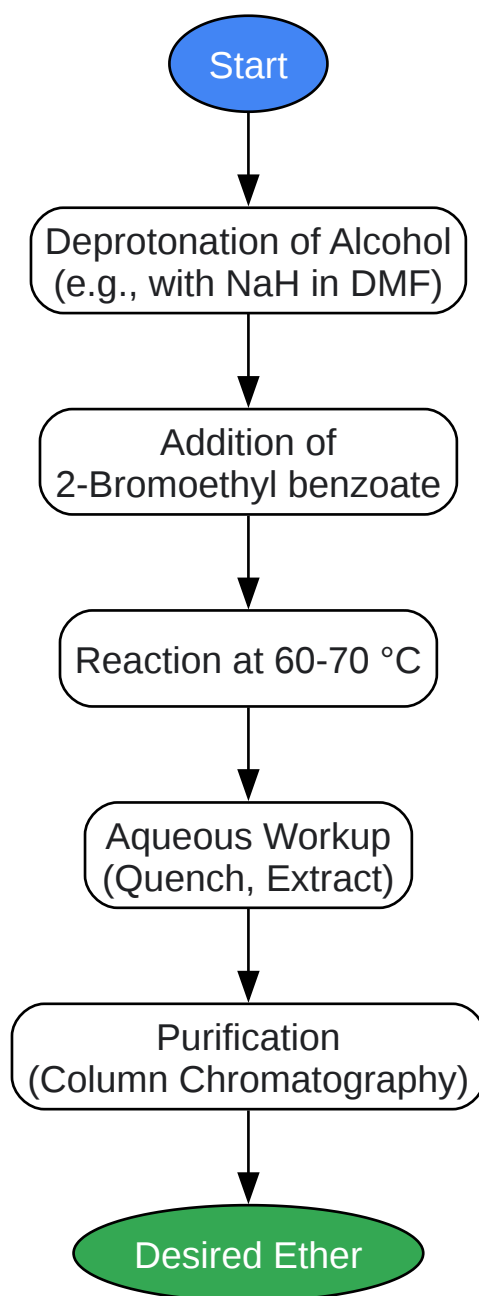 Start
Deprotonation of Alcohol
(e.g., with NaH in DMF)
Addition of
2-Bromoethyl benzoate
Reaction at 60-70 °C
Aqueous Workup
(Quench, Extract)
Purification
(Column Chromatography)
Desired Ether